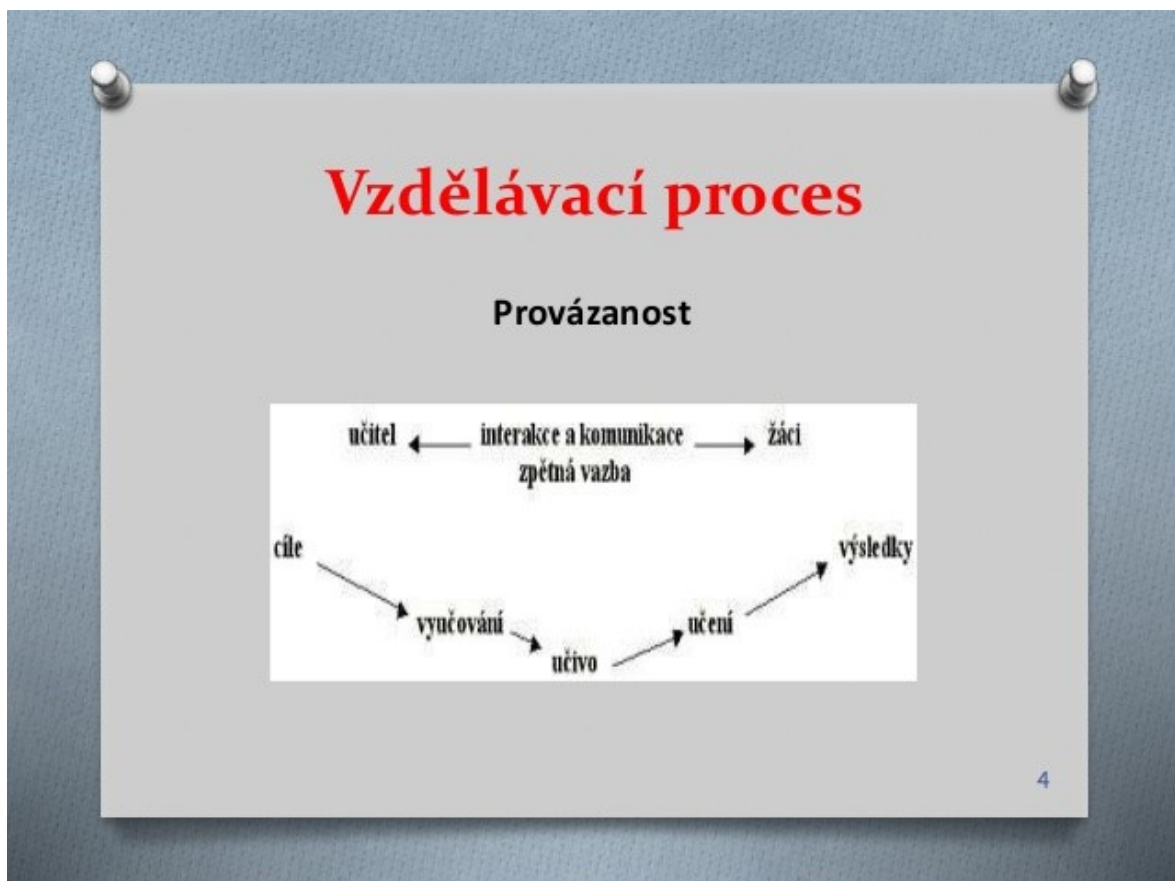 Vzdělávací proces
Provázanost
učitel interakce a komunikace žáci
zpětná vazba
cíle výsledky
vyučování učení
učivo
4